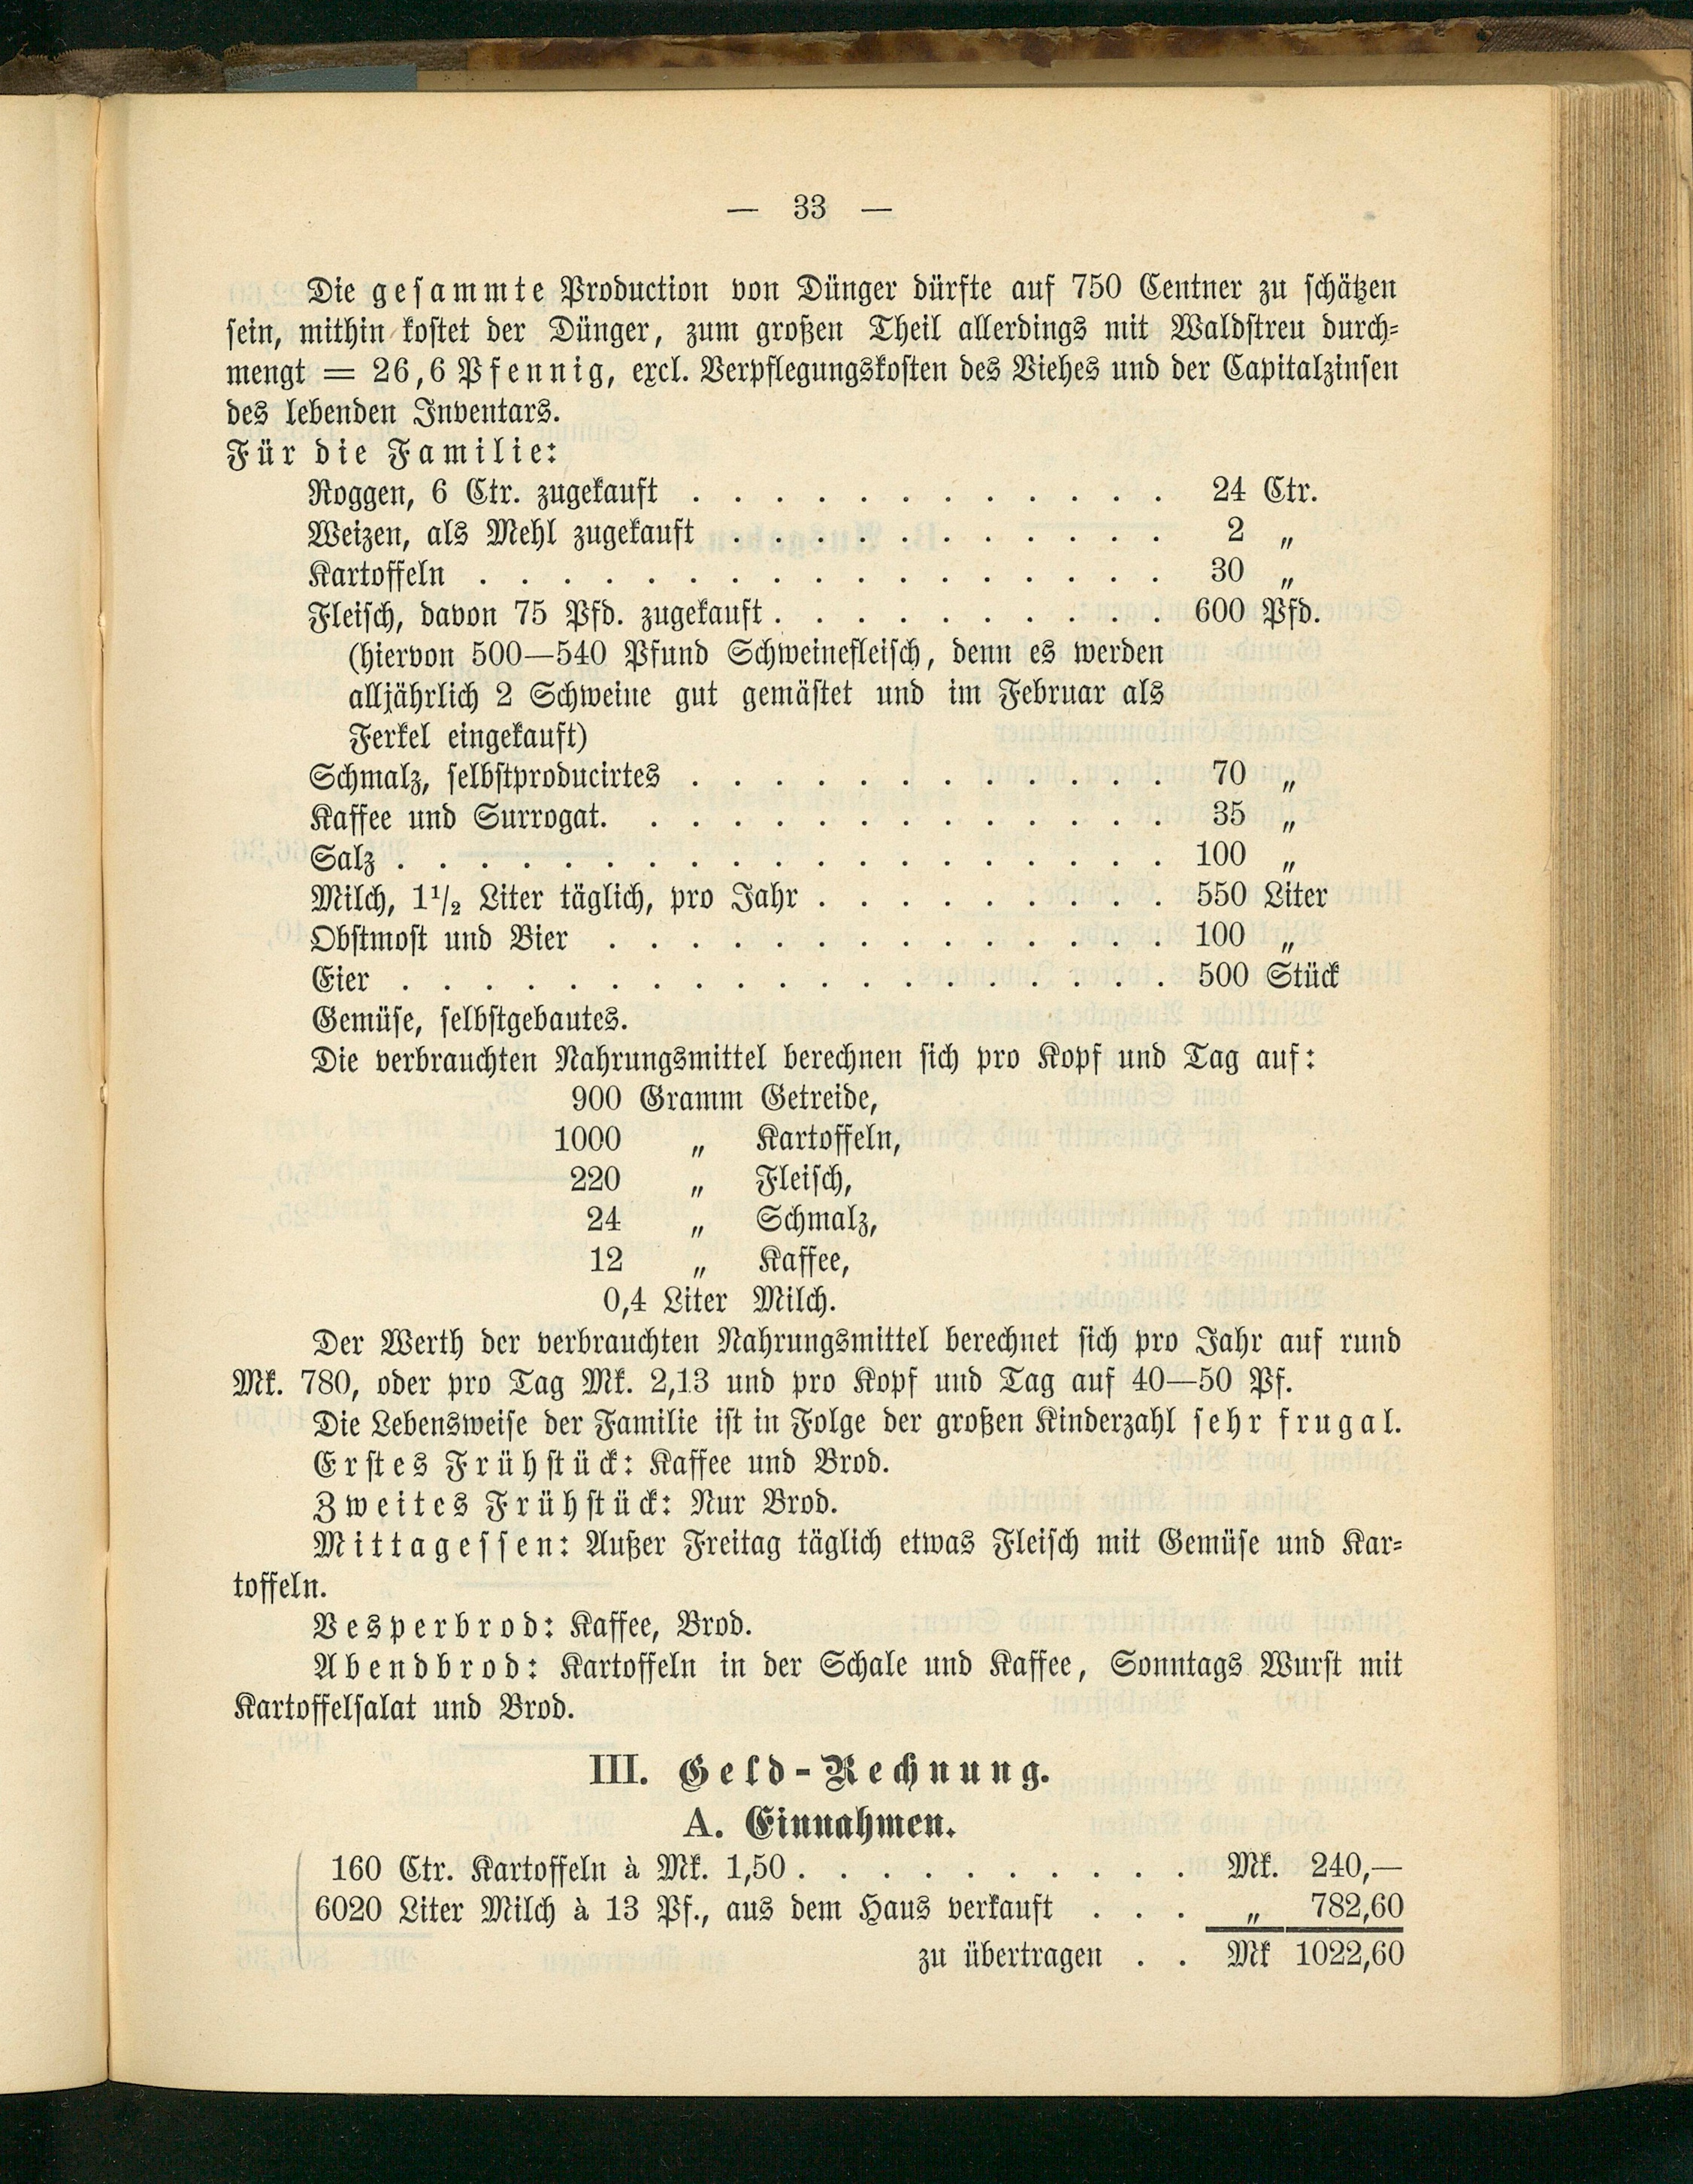 — 33 —
Die gesammte Production von Dünger dürfte auf 750 Centner zu schätzen
sein, mithin kostet der Dünger, zum großen Theil allerdings mit Waldstreu durch-
mengt = 26,6 Pfennig, excl. Verpflegungskosten des Viehes und der Capitalzinsen
des lebenden Inventars.
Für die Familie:
Roggen, 6 Ctr. zugekauft . . . . . . . . . . . . 24 Ctr.
Weizen, als Mehl zugekauft . . . . . . . . . . . 2 „
Kartoffeln . . . . . . . . . . . . . . . . . 30 „
Fleisch, davon 75 Pfd. zugekauft . . . . . . . . . . 600 Pfd.
(hiervon 500—540 Pfund Schweinefleisch, denn es werden
alljährlich 2 Schweine gut gemästet und im Februar als
Ferkel eingekauft)
Schmalz, selbstproducirtes . . . . . . . . . . . . 70 „
Kaffee und Surrogat. . . . . . . . . . . . . . 35 „
Salz . . . . . . . . . . . . . . . . . . . 100 „
Milch, 1½ Liter täglich, pro Jahr . . . . . . . . . 550 Liter
Obstmost und Bier . . . . . . . . . . . . . . 100 „
Eier . . . . . . . . . . . . . . . . . . . 500 Stück
Gemüse, selbstgebautes.
Die verbrauchten Nahrungsmittel berechnen sich pro Kopf und Tag auf:
900 Gramm Getreide,
1000 „ Kartoffeln,
220 „ Fleisch,
24 „ Schmalz,
12 „ Kaffee,
0,4 Liter Milch.
Der Werth der verbrauchten Nahrungsmittel berechnet sich pro Jahr auf rund
Mk. 780, oder pro Tag Mk. 2,13 und pro Kopf und Tag auf 40—50 Pf.
Die Lebensweise der Familie ist in Folge der großen Kinderzahl sehr frugal.
Erstes Frühstück: Kaffee und Brod.
Zweites Frühstück: Nur Brod.
Mittagessen: Außer Freitag täglich etwas Fleisch mit Gemüse und Kar-
toffeln.
Vesperbrod: Kaffee, Brod.
Abendbrod: Kartoffeln in der Schale und Kaffee, Sonntags Wurst mit
Kartoffelsalat und Brod.
III. Geld-Rechnung.
A. Einnahmen.
160 Ctr. Kartoffeln à Mk. 1,50 . . . . . . . . . . Mk. 240,—
6020 Liter Milch à 13 Pf., aus dem Haus verkauft . . . „ 782,60
zu übertragen . . Mk 1022,60